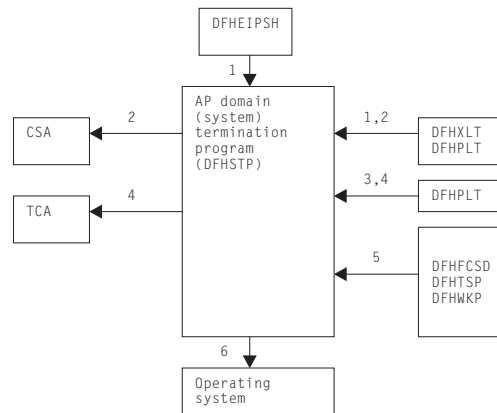 DFHEIPSH
1
AP domain
(system)
termination
program
(DFHSTP)
2
CSA
1,2
DFHXLT
DFHPLT
4
TCA
3,4
DFHPLT
5
DFHFCSD
DFHTSP
DFHWKP
6
Operating
system